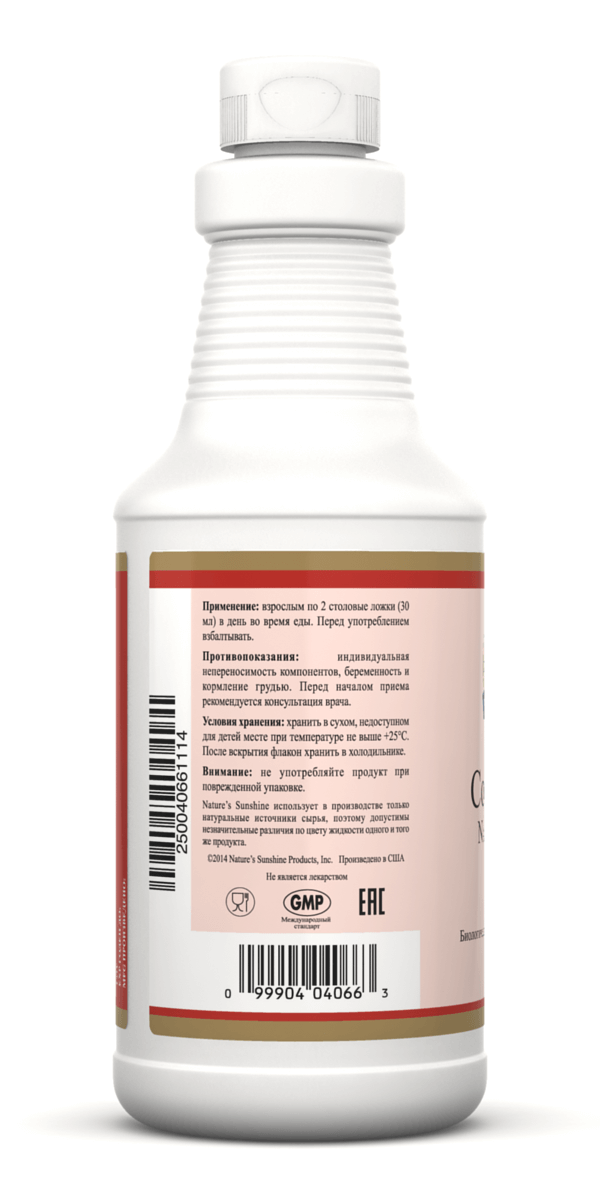 Применение: взрослым по 2 столовые ложки (30
мл) в день во время еды. Перед употреблением
взбалтывать.
Противопоказания: индивидуальная
непереносимость компонентов, беременность и
кормление грудью. Перед началом приема
рекомендуется консультация врача.
Условия хранения: хранить в сухом, недоступном
для детей месте при температуре не выше +25°С.
После вскрытия флакон хранить в холодильнике.
Внимание: не употребляйте продукт при
поврежденной упаковке.
Nature's Sunshine использует в производстве только
натуральные источники сырья, поэтому допустимы
незначительные различия по цвету жидкости одного и того
же продукта.
©2014 Nature's Sunshine Products, Inc. Произведено в США
Не является лекарством
GMP
Международный
стандарт
EAC
0 99904 04066 3
250040661114
Co
N